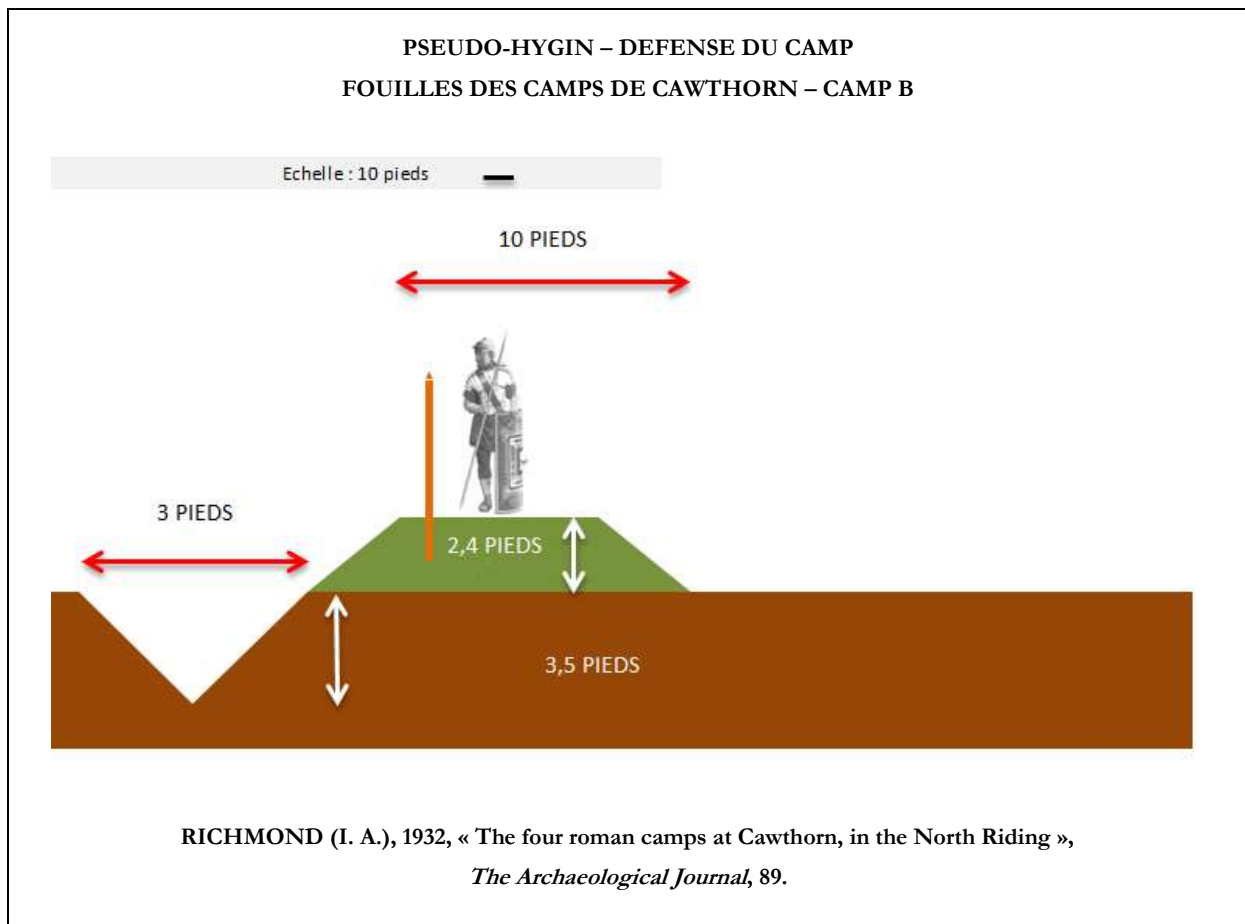 PSEUDO-HYGIN – DEFENSE DU CAMP
FOUILLES DES CAMPS DE CAWTHORN – CAMP B
Echelle : 10 pieds
10 PIEDS
3 PIEDS
2,4 PIEDS
3,5 PIEDS
RICHMOND (I. A.), 1932, « The four roman camps at Cawthorn, in the North Riding »,
The Archaeological Journal, 89.